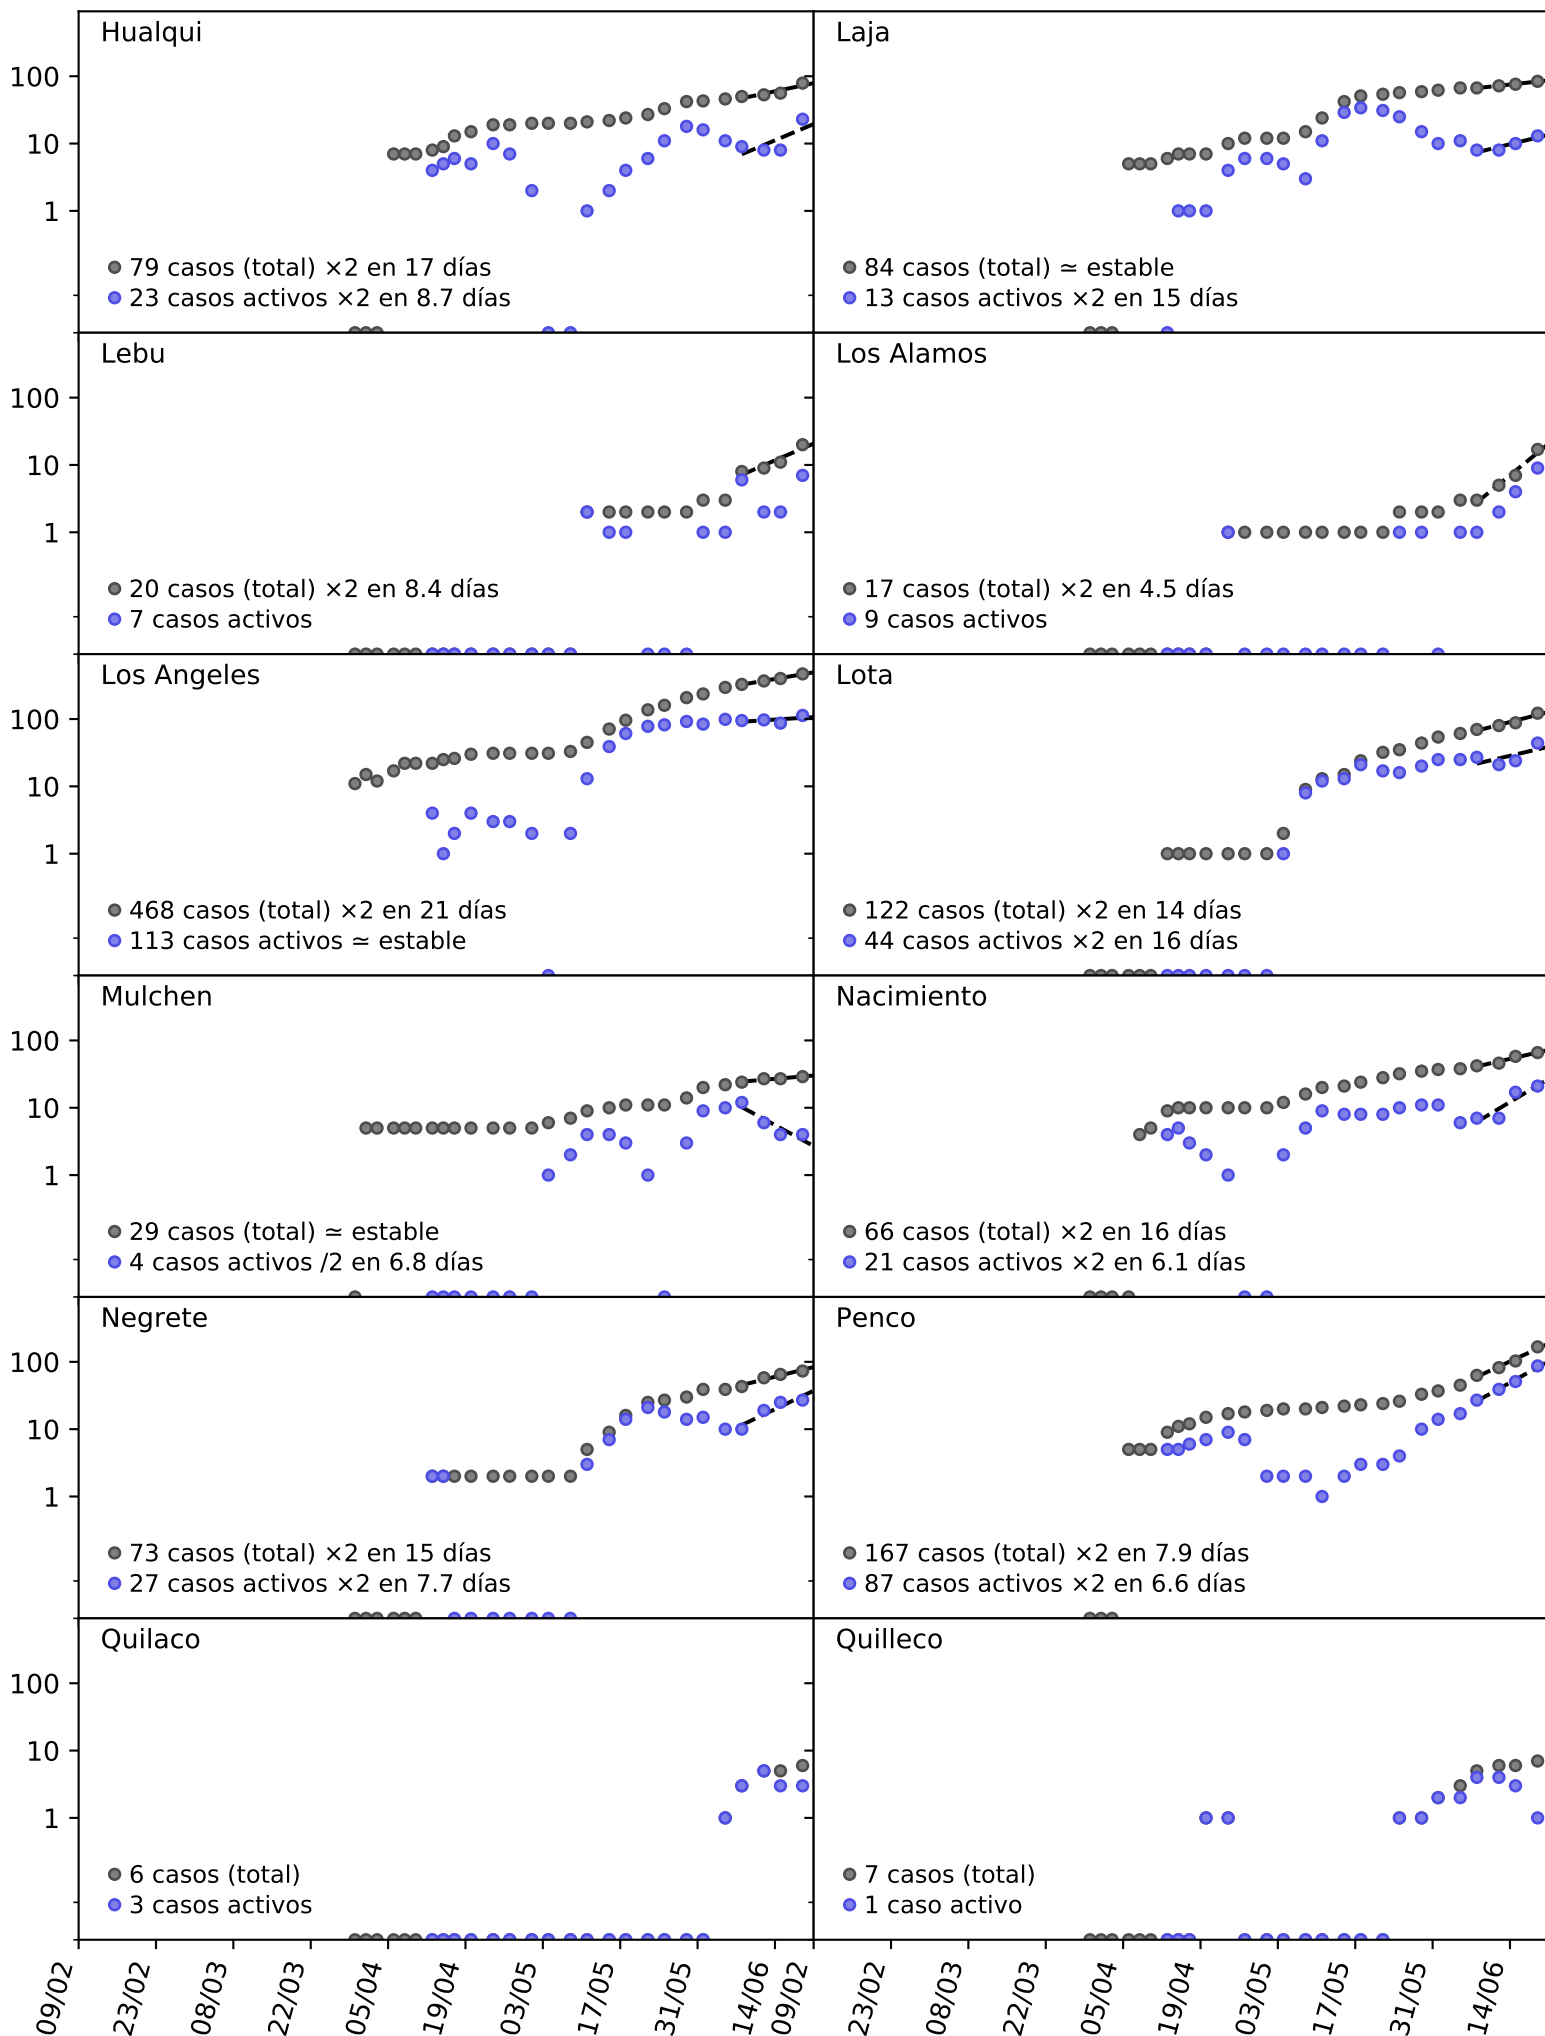 Hualqui
100
10
1
79 casos (total) ×2 en 17 días
23 casos activos ×2 en 8.7 días
Laja
84 casos (total) ≃ estable
13 casos activos ×2 en 15 días
Lebu
100
10
1
20 casos (total) ×2 en 8.4 días
7 casos activos
Los Alamos
17 casos (total) ×2 en 4.5 días
9 casos activos
Los Angeles
100
10
1
468 casos (total) ×2 en 21 días
113 casos activos ≃ estable
Lota
122 casos (total) ×2 en 14 días
44 casos activos ×2 en 16 días
Mulchen
100
10
1
29 casos (total) ≃ estable
4 casos activos /2 en 6.8 días
Nacimiento
66 casos (total) ×2 en 16 días
21 casos activos ×2 en 6.1 días
Negrete
100
10
1
73 casos (total) ×2 en 15 días
27 casos activos ×2 en 7.7 días
Penco
167 casos (total) ×2 en 7.9 días
87 casos activos ×2 en 6.6 días
Quilaco
100
10
1
6 casos (total)
3 casos activos
Quilleco
7 casos (total)
1 caso activo
09/02 23/02 08/03 22/03 05/04 19/04 03/05 17/05 31/05 14/06 09/02 23/02 08/03 22/03 05/04 19/04 03/05 17/05 31/05 14/06